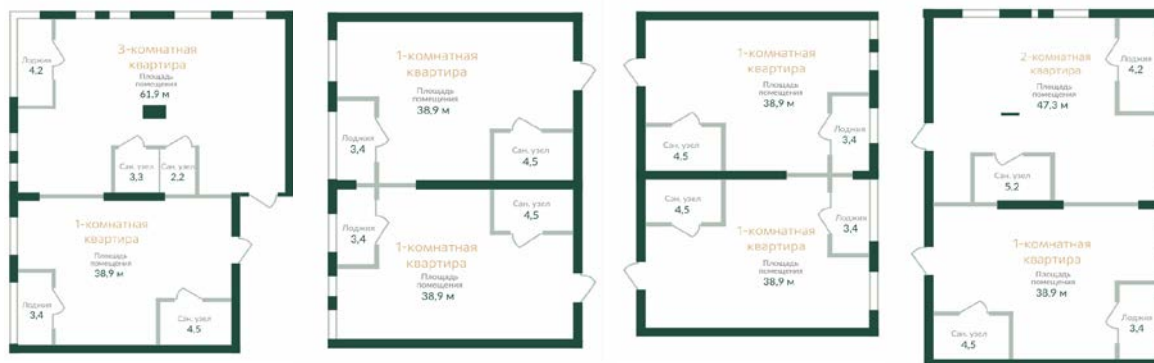 3-комнатная
квартира
Площадь
помещения
61,9 м
Лоджия
4,2
Сан. узел
3,3
Сан. узел
2,2
1-комнатная
квартира
Площадь
помещения
38,9 м
Лоджия
3,4
Сан. узел
4,5
1-комнатная
квартира
Площадь
помещения
38,9 м
Лоджия
3,4
Сан. узел
4,5
Сан. узел
4,5
Лоджия
3,4
1-комнатная
квартира
Площадь
помещения
38,9 м
1-комнатная
квартира
Площадь
помещения
38,9 м
Сан. узел
4,5
Лоджия
3,4
Сан. узел
4,5
Лоджия
3,4
1-комнатная
квартира
Площадь
помещения
38,9 м
2-комнатная
квартира
Площадь
помещения
47,3 м
Лоджия
4,2
Сан. узел
5,2
1-комнатная
квартира
Площадь
помещения
38,9 м
Сан. узел
4,5
Лоджия
3,4